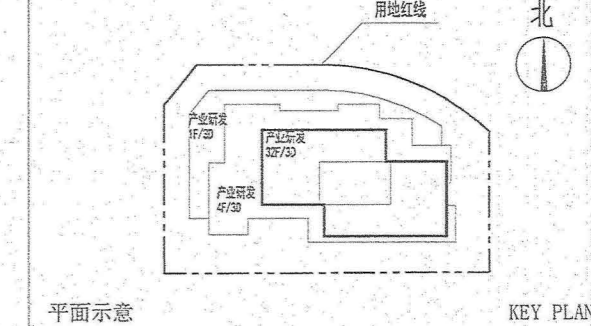 用地红线
北
产业研发
1F/3D
产业研发
32F/3D
产业研发
4F/3D
平面示意
KEY PLAN